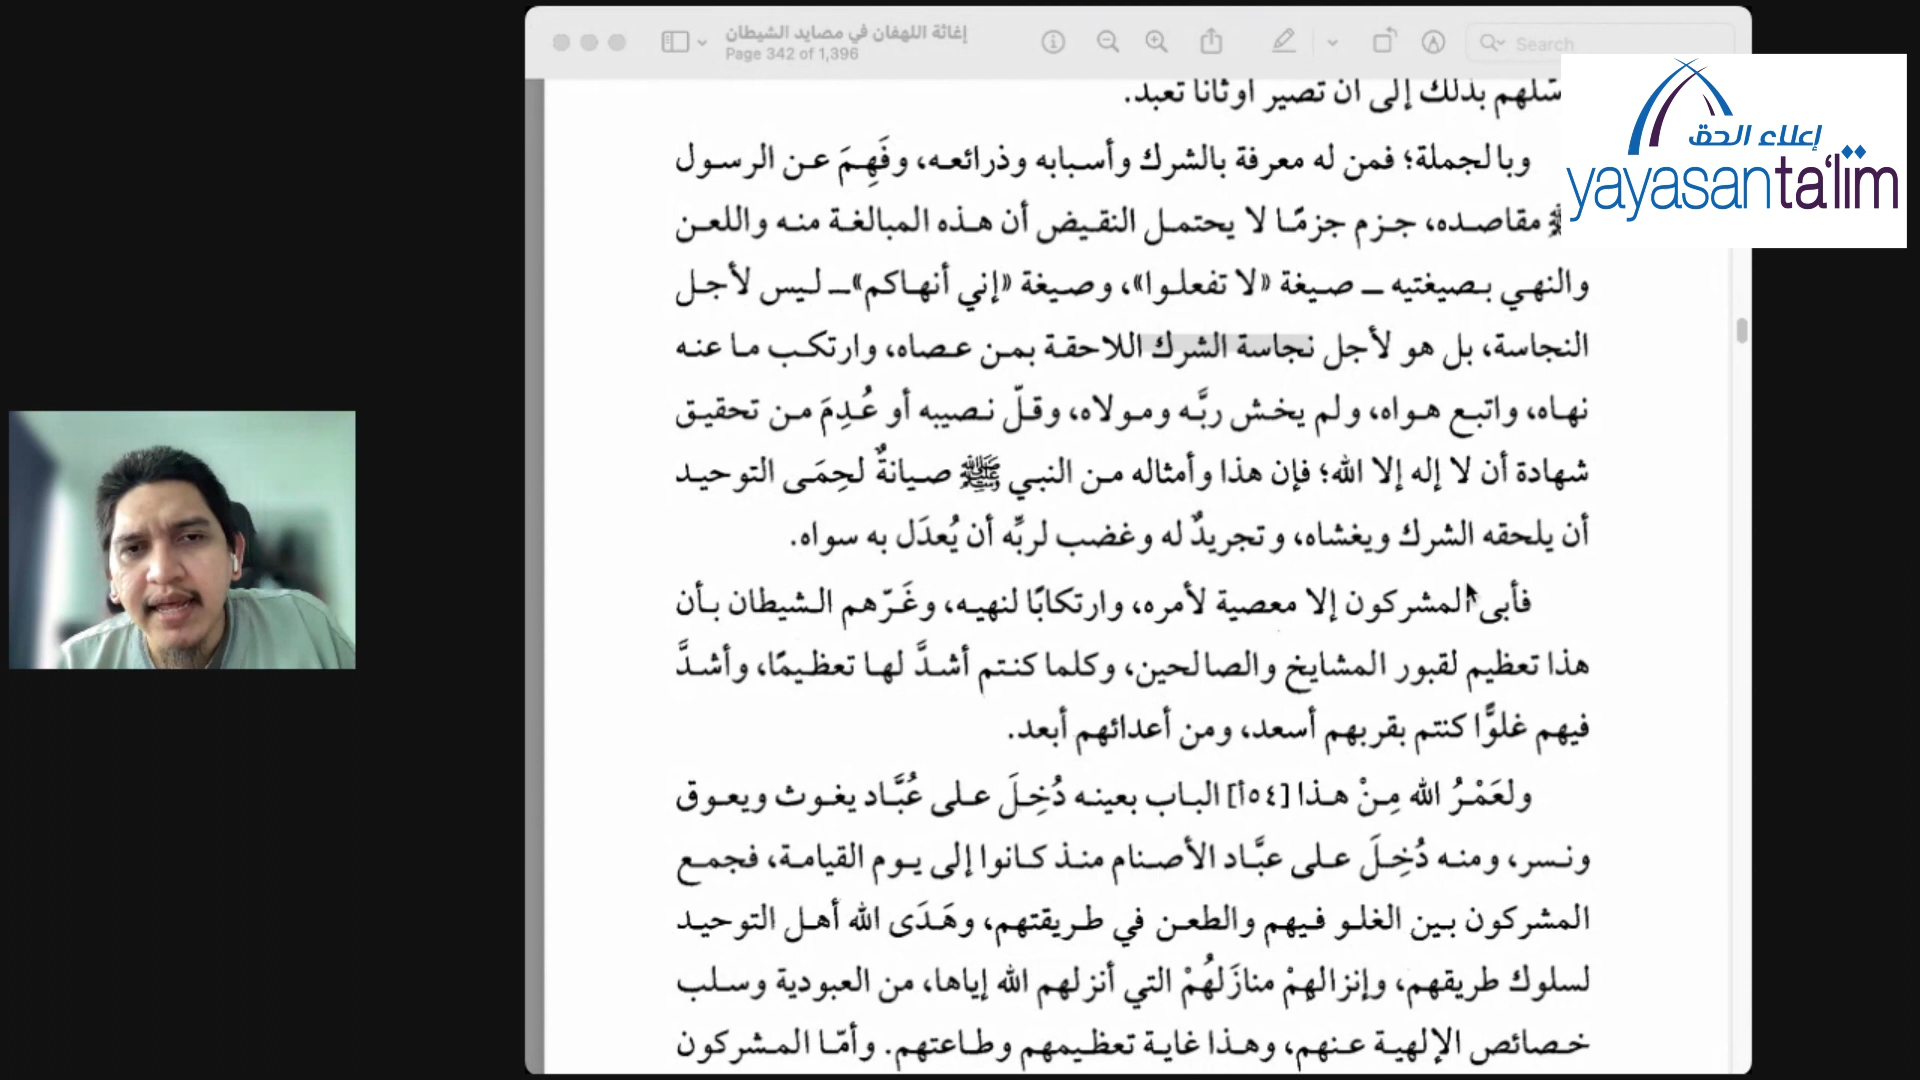 إغاثة اللهفان في مصايد الشيطان
Page 342 of 1,396
Search
إعلاء الحق
yayasanta'lim
بذلك إلى أن تصير أوثانا تعبد.
وبالجملة؛ فمن له معرفة بالشرك وأسبابه وذرائعه، وفَهِمَ عن الرسول
ﷺ مقاصده، جزم جزمًا لا يحتمل النقيض أن هذه المبالغة منه واللعن
والنهي بصيغتيه ــ صيغة «لا تفعلوا»، وصيغة «إني أنهاكم» ــ ليس لأجل
النجاسة، بل هو لأجل نجاسة الشرك اللاحقة بمن عصاه، وارتكب ما عنه
نهاه، واتبع هواه، ولم يخش ربَّه ومولاه، وقلّ نصيبه أو عُدِمَ من تحقيق
شهادة أن لا إله إلا الله؛ فإن هذا وأمثاله من النبي ﷺ صيانةٌ لحِمَى التوحيد
أن يلحقه الشرك ويغشاه، وتجريدٌ له وغضب لربِّه أن يُعدَل به سواه.
فأبى المشركون إلا معصية لأمره، وارتكابًا لنهيه، وغَرّهم الشيطان بأن
هذا تعظيم لقبور المشايخ والصالحين، وكلما كنتم أشدَّ لها تعظيمًا، وأشدَّ
فيهم غلوًّا كنتم بقربهم أسعد، ومن أعدائهم أبعد.
ولعَمْرُ الله مِنْ هذا [٥٤أ] الباب بعينه دُخِلَ على عُبَّاد يغوث ويعوق
ونسر، ومنه دُخِلَ على عبَّاد الأصنام منذ كانوا إلى يوم القيامة، فجمع
المشركون بين الغلو فيهم والطعن في طريقتهم، وهَدَى الله أهل التوحيد
لسلوك طريقهم، وإنزالهمْ منازَلهُمْ التي أنزلهم الله إياها، من العبودية وسلب
خصائص الإلهية عنهم، وهذا غاية تعظيمهم وطاعتهم. وأمّا المشركون